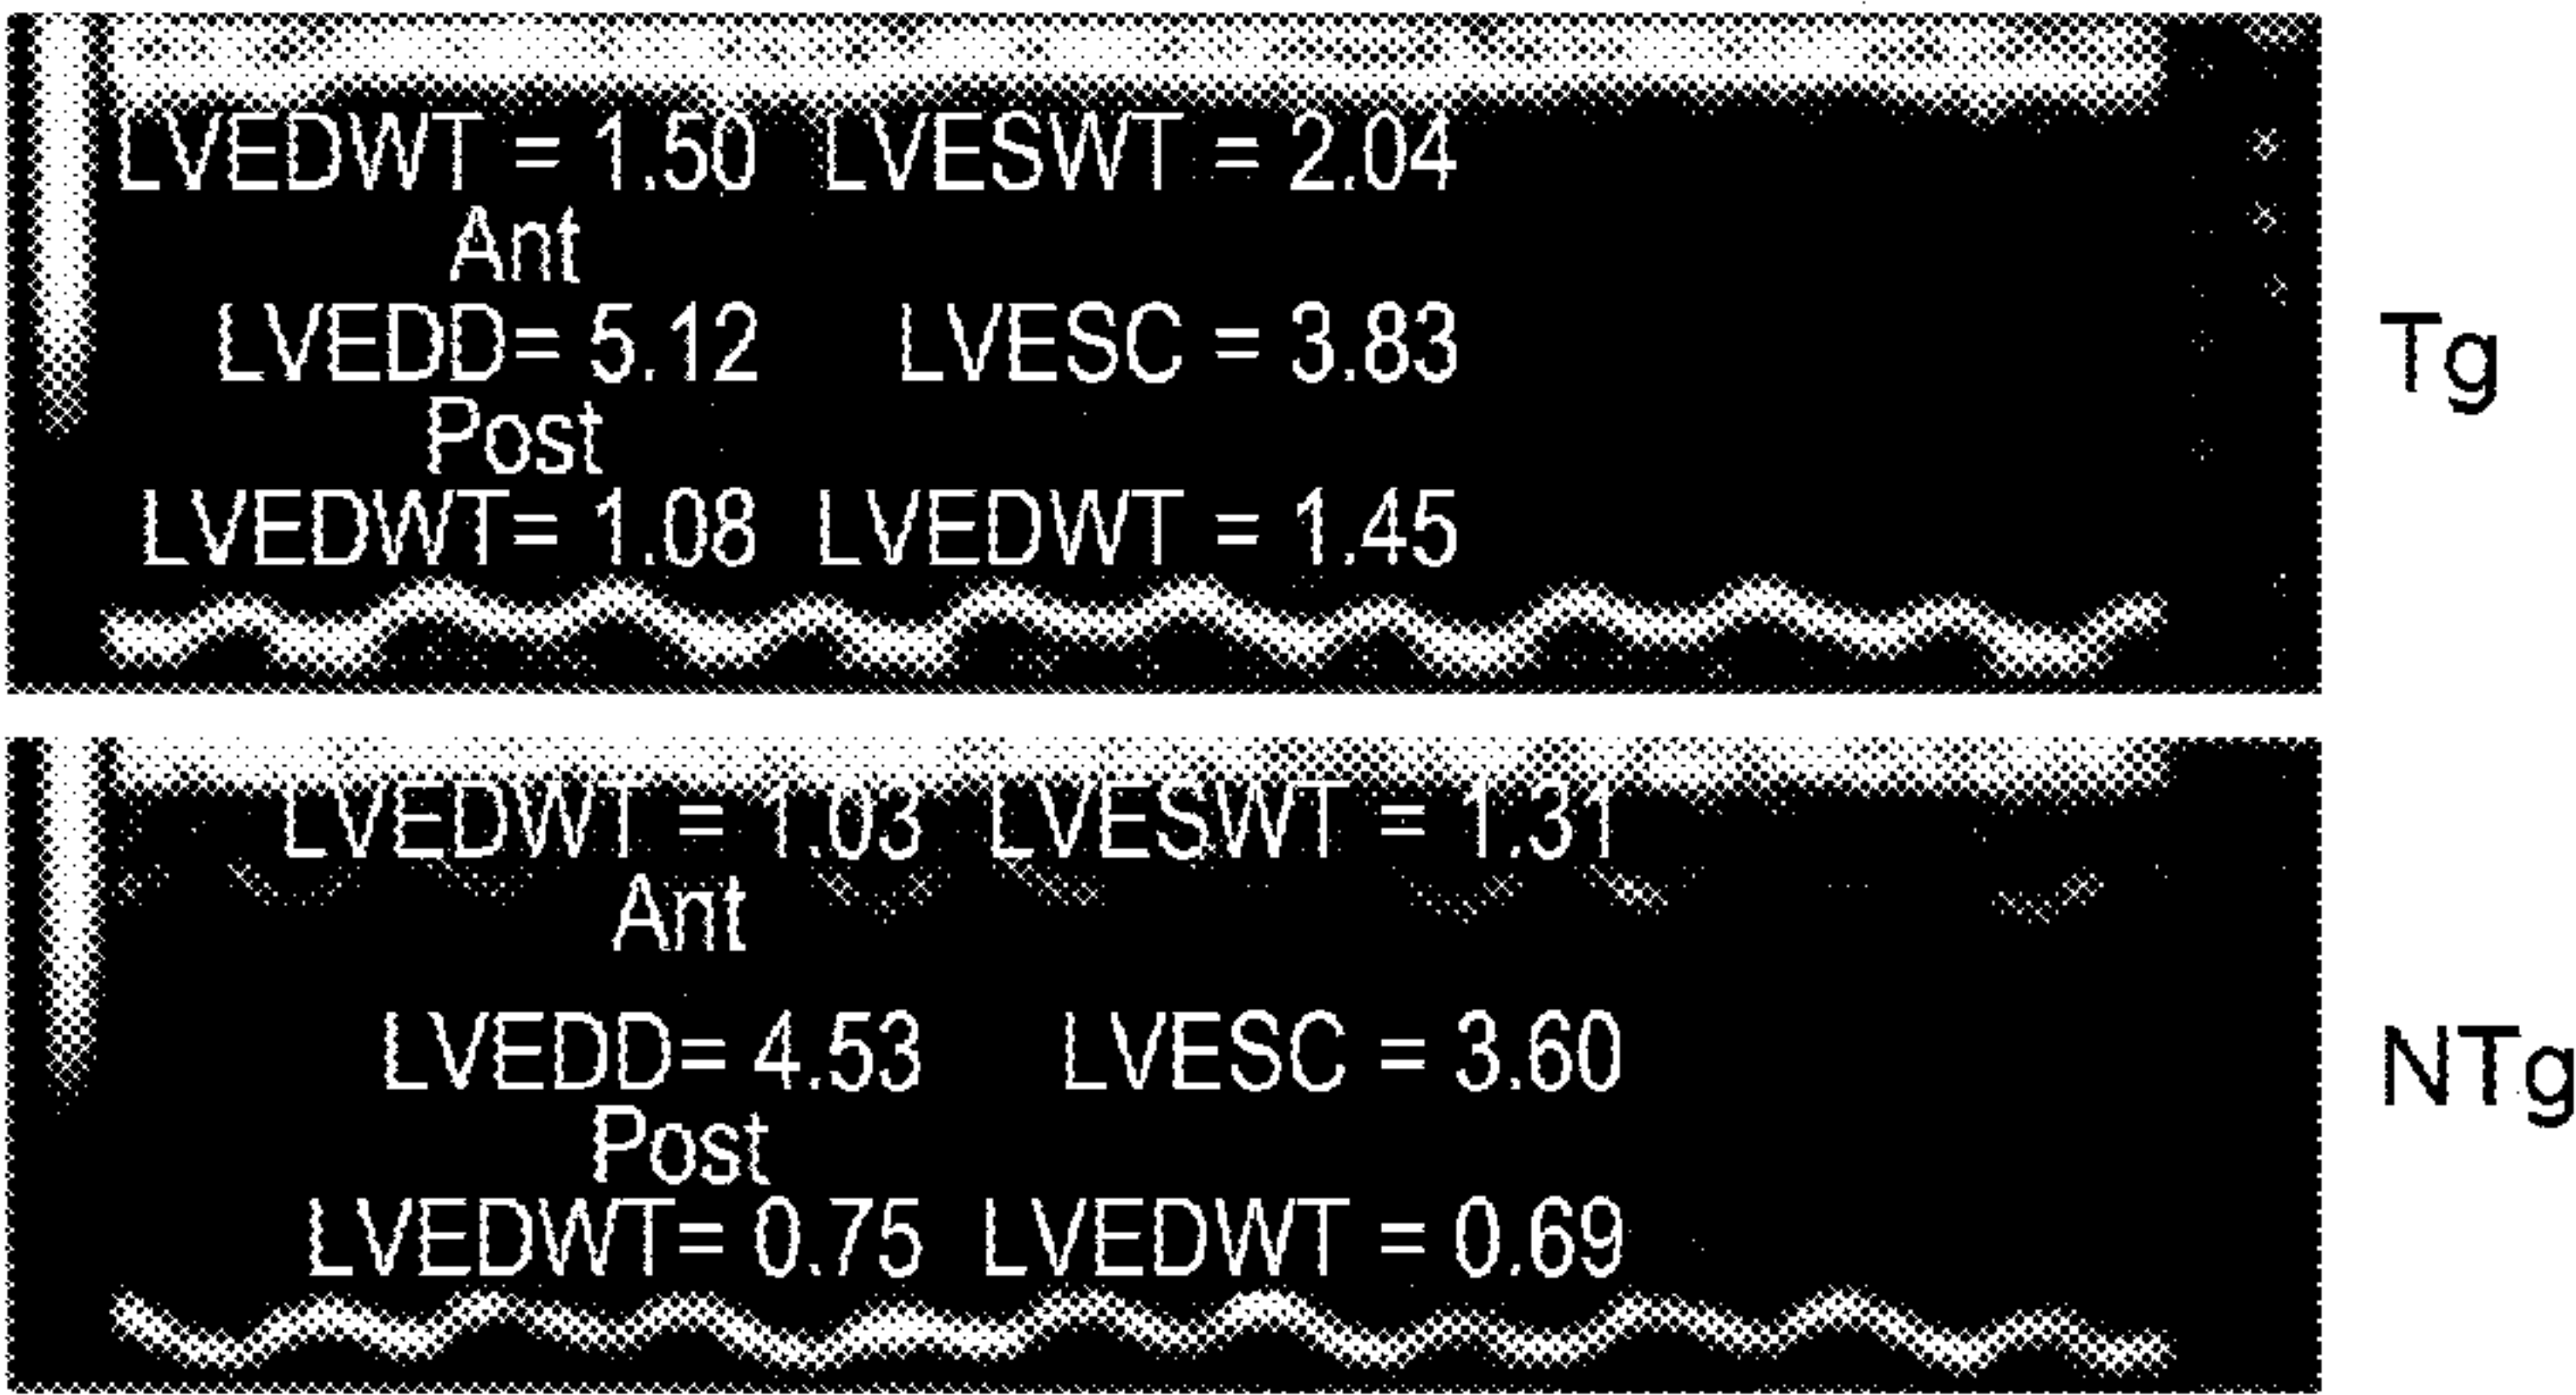 LVEDWT = 1.50 LVESWT = 2.04
Ant
LVEDD= 5.12 LVESC = 3.83
Post
LVEDWT= 1.08 LVEDWT = 1.45
Tg
LVEDWT = 1.03 LVESWT = 1.31
Ant
LVEDD= 4.53 LVESC = 3.60
Post
LVEDWT= 0.75 LVEDWT = 0.69
NTg